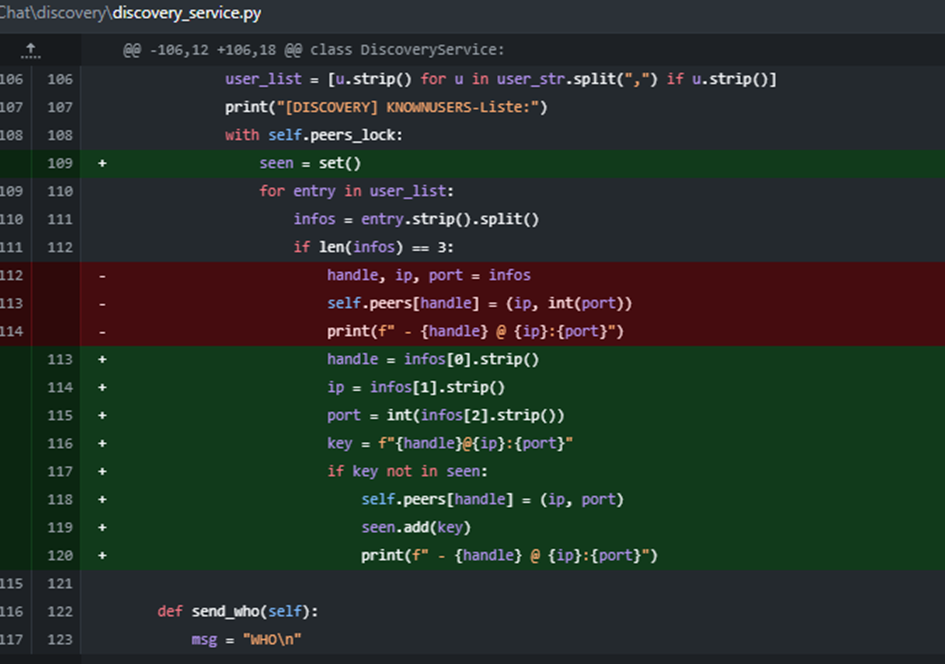 Chat\discovery\discovery_service.py
@@ -106,12 +106,18 @@ class DiscoveryService:
106 106 user_list = [u.strip() for u in user_str.split(",") if u.strip()]
107 107 print("[DISCOVERY] KNOWNUSERS-Liste:")
108 108 with self.peers_lock:
109 + seen = set()
109 110 for entry in user_list:
110 111 infos = entry.strip().split()
111 112 if len(infos) == 3:
112 - handle, ip, port = infos
113 - self.peers[handle] = (ip, int(port))
114 - print(f" - {handle} @ {ip}:{port}")
113 + handle = infos[0].strip()
114 + ip = infos[1].strip()
115 + port = int(infos[2].strip())
116 + key = f"{handle}@{ip}:{port}"
117 + if key not in seen:
118 + self.peers[handle] = (ip, port)
119 + seen.add(key)
120 + print(f" - {handle} @ {ip}:{port}")
115 121
116 122 def send_who(self):
117 123 msg = "WHO\n"